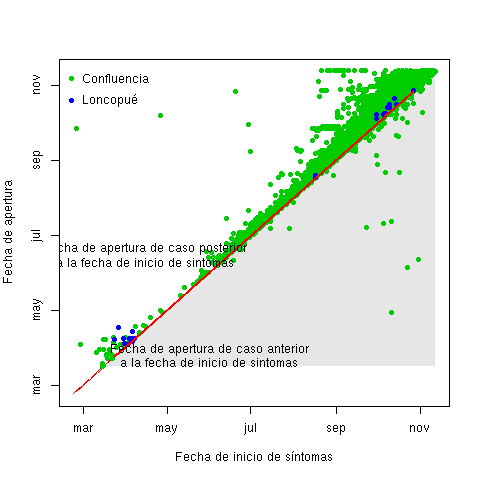 Confluencia
Loncopué
cha de apertura de caso posterior
a la fecha de inicio de sintomas
Fecha de apertura de caso anterior
a la fecha de inicio de sintomas
Fecha de apertura
nov
sep
jul
may
mar
mar may jul sep nov
Fecha de inicio de síntomas